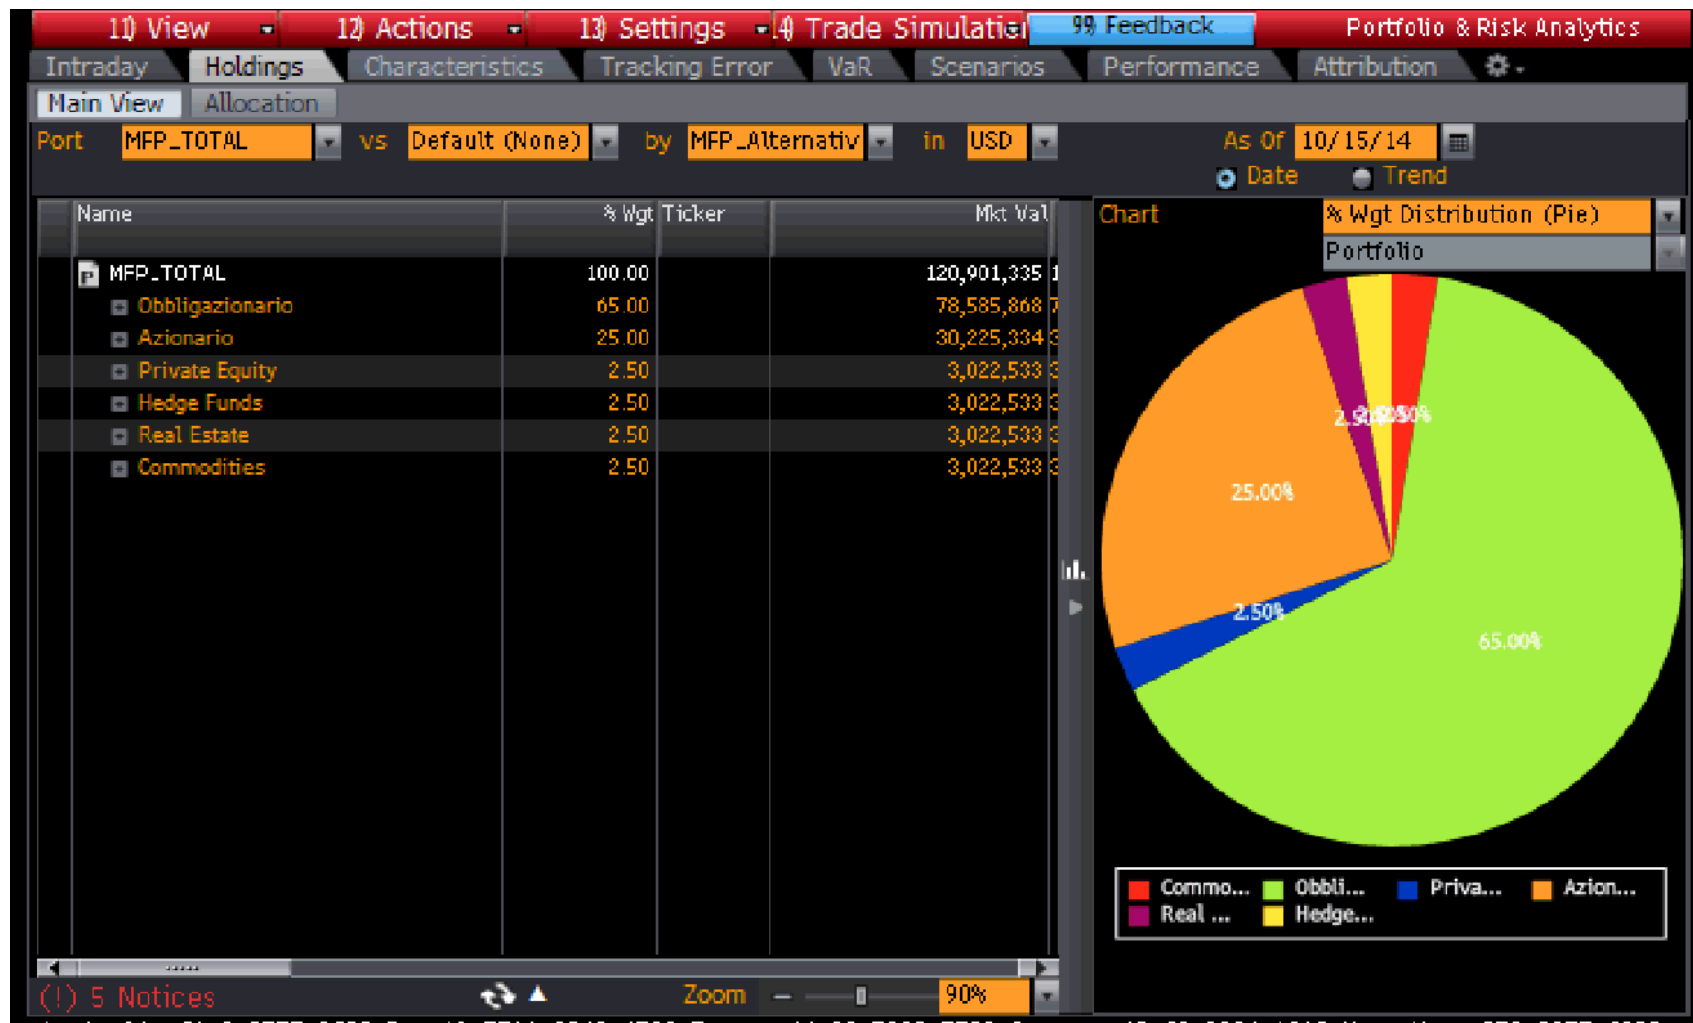 11) View 12) Actions 13) Settings 14) Trade Simulation 99) Feedback Portfolio & Risk Analytics
Intraday Holdings Characteristics Tracking Error VaR Scenarios Performance Attribution
Main View Allocation
Port MFP_TOTAL vs Default (None) by MFP_Alternativ in USD As Of 10/15/14
Date Trend
Name % Wgt Ticker Mkt Val
Chart % Wgt Distribution (Pie)
Portfolio
MFP_TOTAL 100.00 120,901,335
Obbligazionario 65.00 78,585,868
Azionario 25.00 30,225,334
Private Equity 2.50 3,022,533
Hedge Funds 2.50 3,022,533
Real Estate 2.50 3,022,533
Commodities 2.50 3,022,533
25.00%
2.50%
65.00%
Commo... Obbli... Priva... Azion...
Real ... Hedge...
(!) 5 Notices Zoom 90%